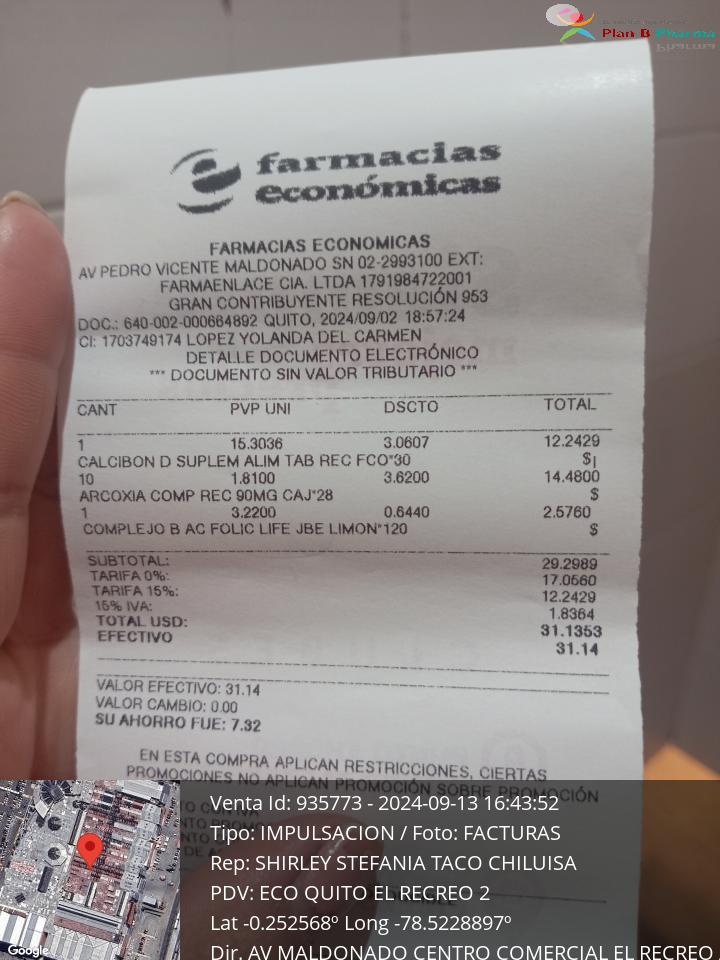 Plan B Pharma
farmacias
económicas
FARMACIAS ECONOMICAS
AV PEDRO VICENTE MALDONADO SN 02-2993100 EXT:
FARMAENLACE CIA. LTDA 1791984722001
GRAN CONTRIBUYENTE RESOLUCIÓN 953
DOC.: 640-002-000664892 QUITO, 2024/09/02 18:57:24
CI: 1703749174 LOPEZ YOLANDA DEL CARMEN
DETALLE DOCUMENTO ELECTRÓNICO
*** DOCUMENTO SIN VALOR TRIBUTARIO ***
CANT PVP UNI DSCTO TOTAL
1 15.3036 3.0607 12.2429
CALCIBON D SUPLEM ALIM TAB REC FCO*30 $
10 1.8100 3.6200 14.4800
ARCOXIA COMP REC 90MG CAJ*28 $
1 3.2200 0.6440 2.5760
COMPLEJO B AC FOLIC LIFE JBE LIMON*120 $
SUBTOTAL: 29.2989
TARIFA 0%: 17.0560
TARIFA 15%: 12.2429
15% IVA: 1.8364
TOTAL USD: 31.1353
EFECTIVO 31.14
VALOR EFECTIVO: 31.14
VALOR CAMBIO: 0.00
SU AHORRO FUE: 7.32
EN ESTA COMPRA APLICAN RESTRICCIONES, CIERTAS
PROMOCIONES NO APLICAN PROMOCIÓN SOBRE PROMOCIÓN
Venta Id: 935773 - 2024-09-13 16:43:52
Tipo: IMPULSACION / Foto: FACTURAS
Rep: SHIRLEY STEFANIA TACO CHILUISA
PDV: ECO QUITO EL RECREO 2
Lat -0.252568º Long -78.5228897º
Dir. AV MALDONADO CENTRO COMERCIAL EL RECREO
Google